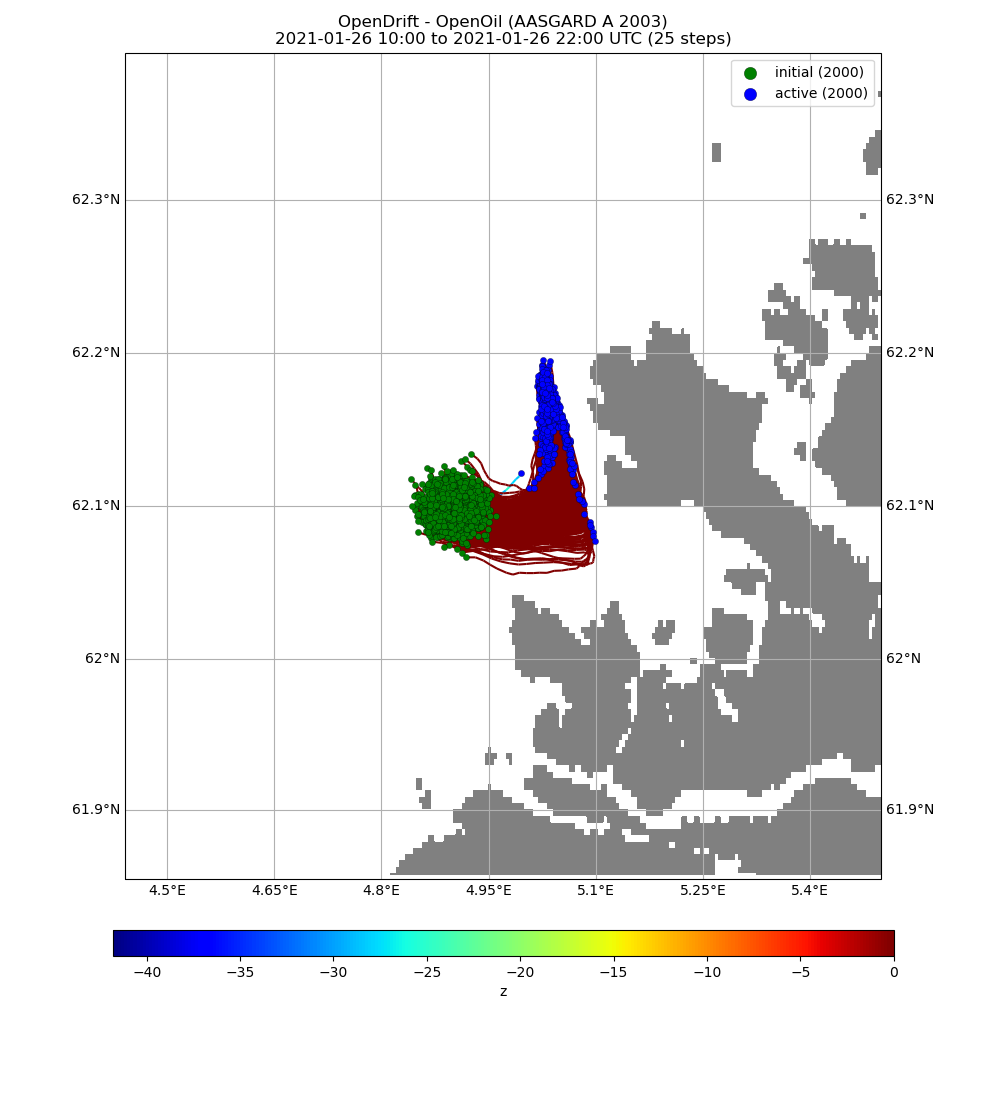 OpenDrift - OpenOil (AASGARD A 2003)
2021-01-26 10:00 to 2021-01-26 22:00 UTC (25 steps)
initial (2000)
active (2000)
62.3°N 62.3°N
62.2°N 62.2°N
62.1°N 62.1°N
62°N 62°N
61.9°N 61.9°N
4.5°E 4.65°E 4.8°E 4.95°E 5.1°E 5.25°E 5.4°E
−40 −35 −30 −25 −20 −15 −10 −5 0
z